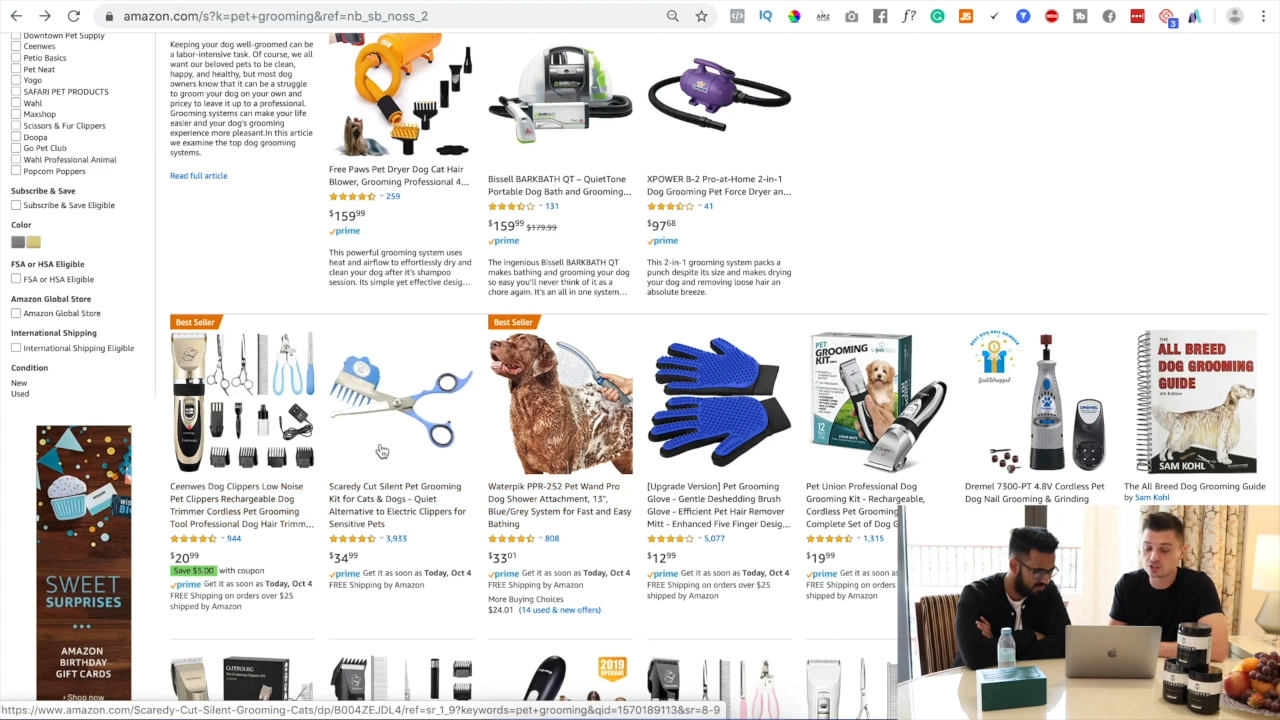 amazon.com/s?k=pet+grooming&ref=nb_sb_noss_2
Downtown Pet Supply
Ceenwes
Petio Basics
Pet Neat
Yogo
SAFARI PET PRODUCTS
Wahl
Maxshop
Scissors & Fur Clippers
Doopa
Go Pet Club
Wahl Professional Animal
Popcorn Poppers
Subscribe & Save
Subscribe & Save Eligible
Color
FSA or HSA Eligible
FSA or HSA Eligible
Amazon Global Store
Amazon Global Store
International Shipping
International Shipping Eligible
Condition
New
Used
Keeping your dog well-groomed can be
a labor-intensive task. Of course, we all
want our beloved pets to be clean,
happy, and healthy, but most dog
owners know that it can be a struggle
to groom your dog on your own and
pricey to leave it up to a professional.
Grooming systems can make your life
easier and your dog's grooming
experience more pleasant.In this article
we examine the top dog grooming
systems.
Read full article
Free Paws Pet Dryer Dog Cat Hair
Blower, Grooming Professional 4...
259
$159.99
prime
This powerful grooming system uses
heat and airflow to effortlessly dry and
clean your dog after it's shampoo
session. Its simple yet effective desig...
BARKBATH
Bissell BARKBATH QT – QuietTone
Portable Dog Bath and Grooming...
131
$159.99 $179.99
prime
The ingenious Bissell BARKBATH QT
makes bathing and grooming your dog
so easy you'll never think of it as a
chore again. It's an all in one system...
XPOWER B-2 Pro-at-Home 2-in-1
Dog Grooming Pet Force Dryer an...
41
$97.68
prime
This 2-in-1 grooming system packs a
punch despite its size and makes drying
your dog and removing loose hair an
absolute breeze.
Best Seller
Ceenwes Dog Clippers Low Noise
Pet Clippers Rechargeable Dog
Trimmer Cordless Pet Grooming
Tool Professional Dog Hair Trimm...
944
$20.99
Save $5.00 with coupon
prime Get it as soon as Today, Oct 4
FREE Shipping on orders over $25
shipped by Amazon
Scaredy Cut Silent Pet Grooming
Kit for Cats & Dogs - Quiet
Alternative to Electric Clippers for
Sensitive Pets
3,933
$34.99
prime Get it as soon as Today, Oct 4
FREE Shipping by Amazon
Best Seller
Waterpik PPR-252 Pet Wand Pro
Dog Shower Attachment, 13",
Blue/Grey System for Fast and Easy
Bathing
808
$33.01
prime Get it as soon as Today, Oct 4
FREE Shipping by Amazon
More Buying Choices
$24.01 (14 used & new offers)
[Upgrade Version] Pet Grooming
Glove - Gentle Deshedding Brush
Glove - Efficient Pet Hair Remover
Mitt - Enhanced Five Finger Desig...
5,077
$12.99
prime Get it as soon as Today, Oct 4
FREE Shipping on orders over $25
shipped by Amazon
PET
GROOMING
KIT
12
Pet Union Professional Dog
Grooming Kit - Rechargeable,
Cordless Pet Grooming
Complete Set of Dog G
1,315
$19.99
prime Get it as soon as
FREE Shipping on or
shipped by Amazon
GeekWrapped
DREMEL
Dremel 7300-PT 4.8V Cordless Pet
Dog Nail Grooming & Grinding
THE
ALL BREED
DOG GROOMING
GUIDE
4th Edition
SAM KOHL
The All Breed Dog Grooming Guide
by Sam Kohl
2019
UPGRADE
SWEET
SURPRISES
AMAZON
BIRTHDAY
GIFT CARDS
› Shop now
https://www.amazon.com/Scaredy-Cut-Silent-Grooming-Cats/dp/B004ZEJDL4/ref=sr_1_9?keywords=pet+grooming&qid=1570189113&sr=8-9